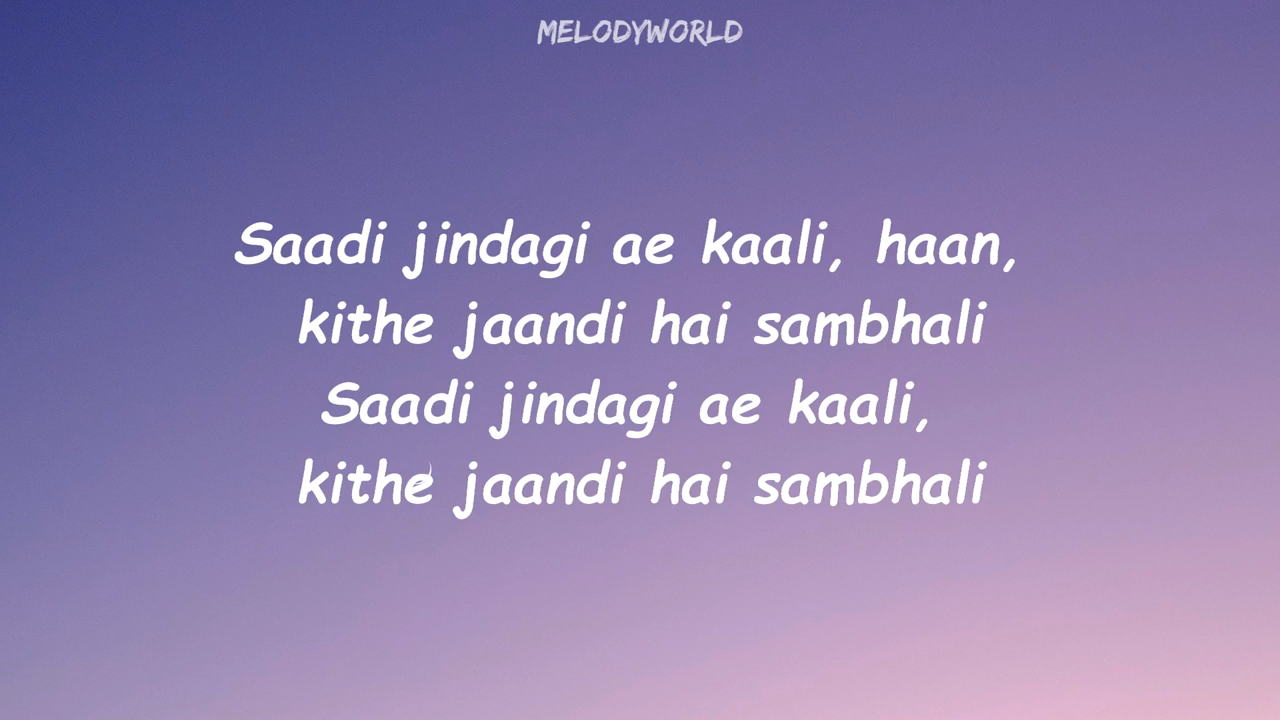 MELODYWORLD
Saadi jindagi ae kaali, haan,
kithe jaandi hai sambhali
Saadi jindagi ae kaali,
kithe jaandi hai sambhali